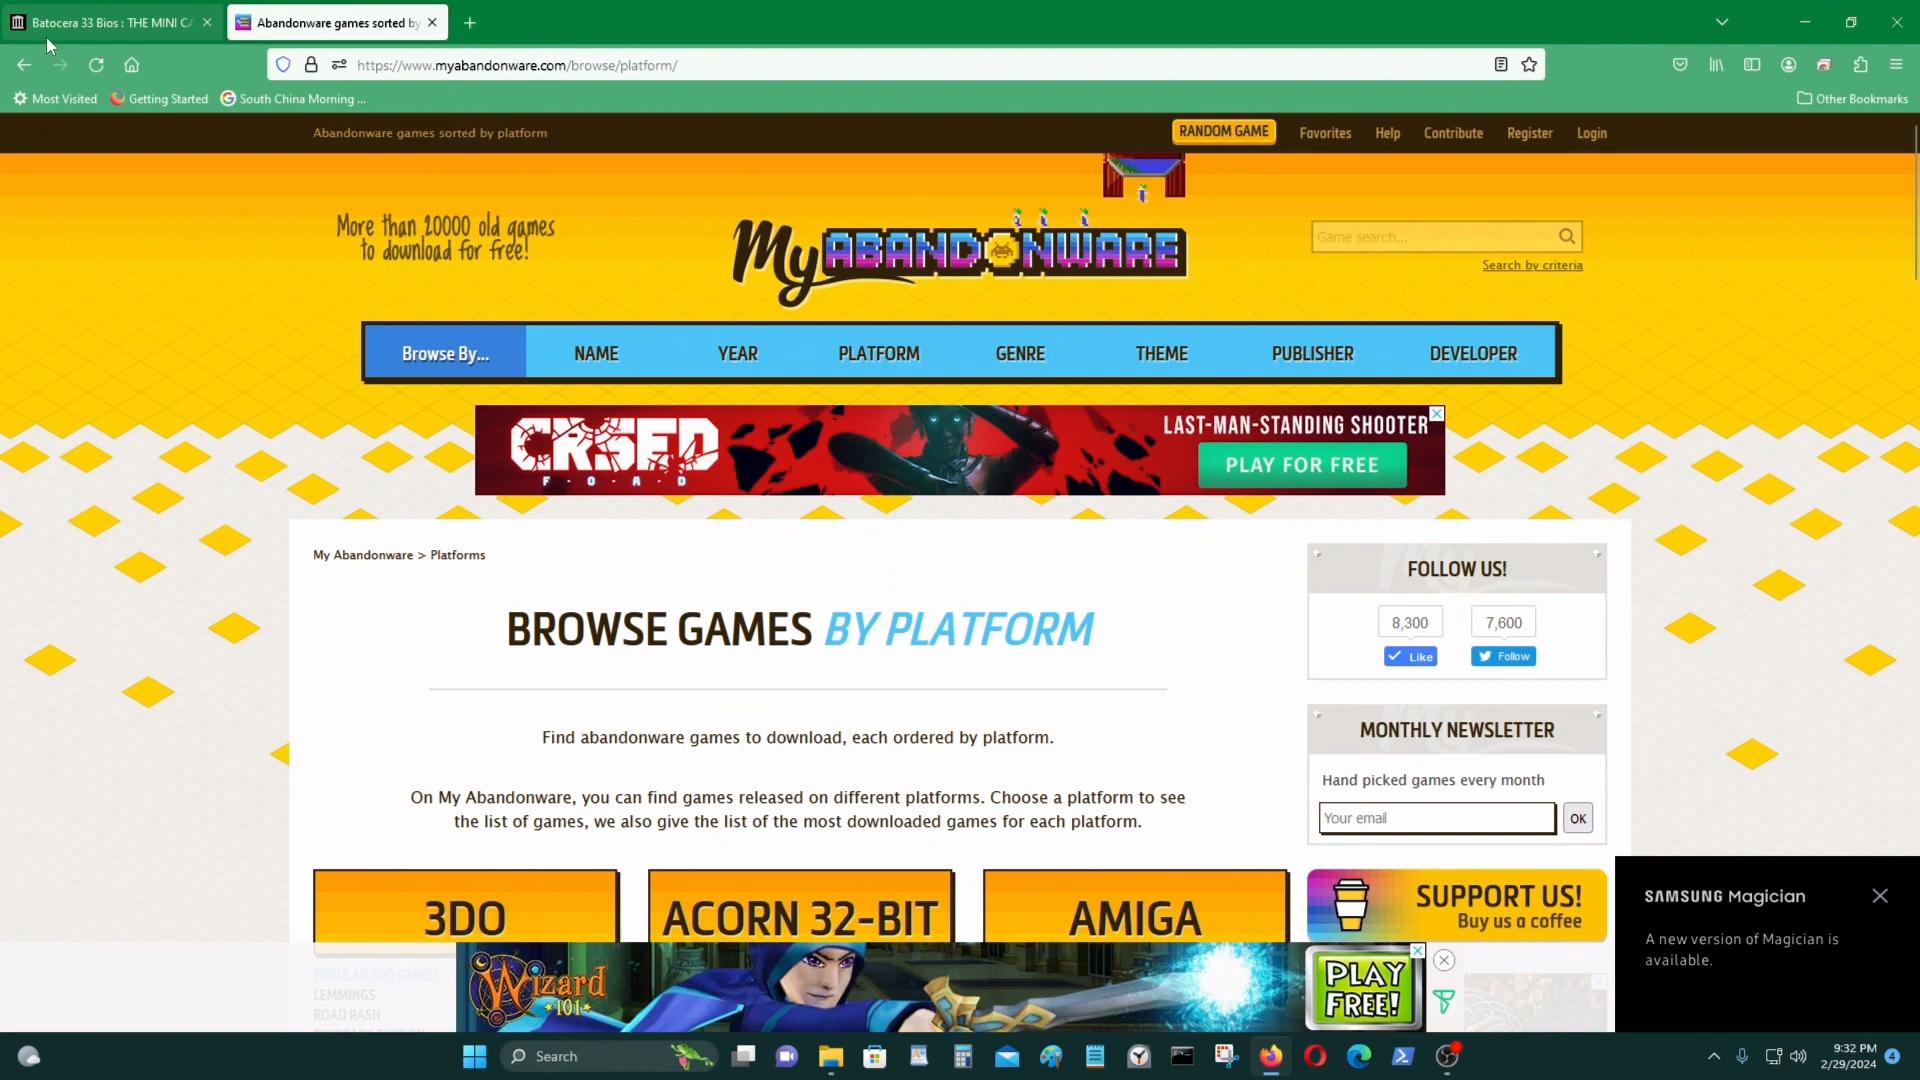 Batocera 33 Bios : THE MINI CA
Abandonware games sorted by
https://www.myabandonware.com/browse/platform/
Most Visited
Getting Started
South China Morning ...
Other Bookmarks
Abandonware games sorted by platform
RANDOM GAME
Favorites
Help
Contribute
Register
Login
More than 20000 old games
to download for free!
My ABANDONWARE
Game search...
Search by criteria
Browse By...
NAME
YEAR
PLATFORM
GENRE
THEME
PUBLISHER
DEVELOPER
CRSED
F.O.A.D
LAST-MAN-STANDING SHOOTER
PLAY FOR FREE
My Abandonware > Platforms
BROWSE GAMES BY PLATFORM
Find abandonware games to download, each ordered by platform.
On My Abandonware, you can find games released on different platforms. Choose a platform to see
the list of games, we also give the list of the most downloaded games for each platform.
FOLLOW US!
8,300
7,600
Like
Follow
MONTHLY NEWSLETTER
Hand picked games every month
Your email
OK
3DO
ACORN 32-BIT
AMIGA
SUPPORT US!
Buy us a coffee
SAMSUNG Magician
A new version of Magician is
available.
POPULAR 3DO GAMES
LEMMINGS
ROAD RASH
Wizard
101
PLAY
FREE!
Search
9:32 PM
2/29/2024
4